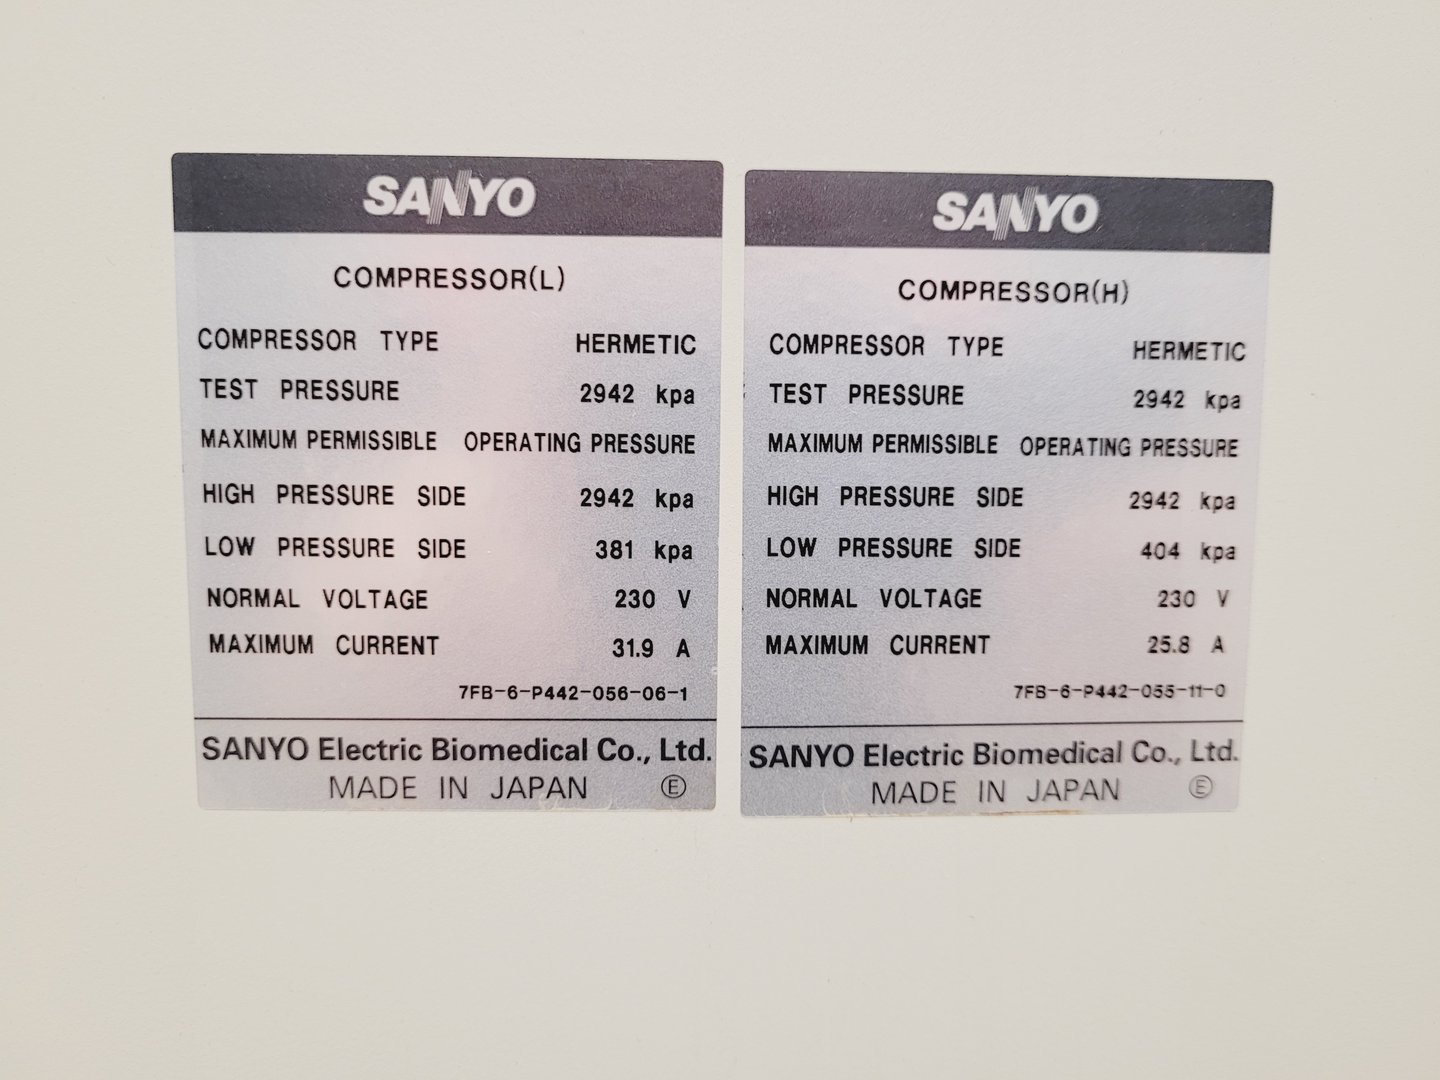 SANYO
COMPRESSOR(L)
COMPRESSOR TYPE HERMETIC
TEST PRESSURE 2942 kpa
MAXIMUM PERMISSIBLE OPERATING PRESSURE
HIGH PRESSURE SIDE 2942 kpa
LOW PRESSURE SIDE 381 kpa
NORMAL VOLTAGE 230 V
MAXIMUM CURRENT 31.9 A
7FB-6-P442-056-06-1
SANYO Electric Biomedical Co., Ltd.
MADE IN JAPAN Ⓔ
SANYO
COMPRESSOR(H)
COMPRESSOR TYPE HERMETIC
TEST PRESSURE 2942 kpa
MAXIMUM PERMISSIBLE OPERATING PRESSURE
HIGH PRESSURE SIDE 2942 kpa
LOW PRESSURE SIDE 404 kpa
NORMAL VOLTAGE 230 V
MAXIMUM CURRENT 25.8 A
7FB-6-P442-055-11-0
SANYO Electric Biomedical Co., Ltd.
MADE IN JAPAN Ⓔ